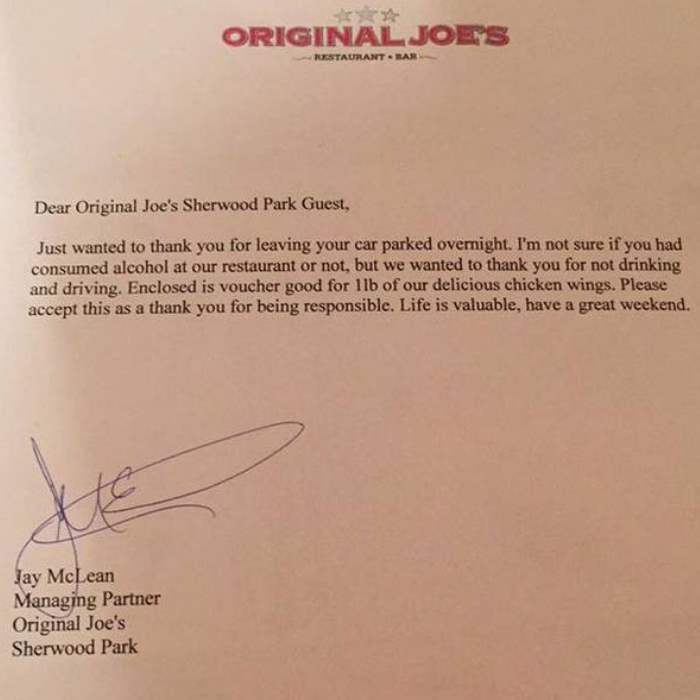 ORIGINAL JOE'S
RESTAURANT • BAR
Dear Original Joe's Sherwood Park Guest,
Just wanted to thank you for leaving your car parked overnight. I'm not sure if you had
consumed alcohol at our restaurant or not, but we wanted to thank you for not drinking
and driving. Enclosed is voucher good for 1lb of our delicious chicken wings. Please
accept this as a thank you for being responsible. Life is valuable, have a great weekend.
Jay McLean
Managing Partner
Original Joe's
Sherwood Park